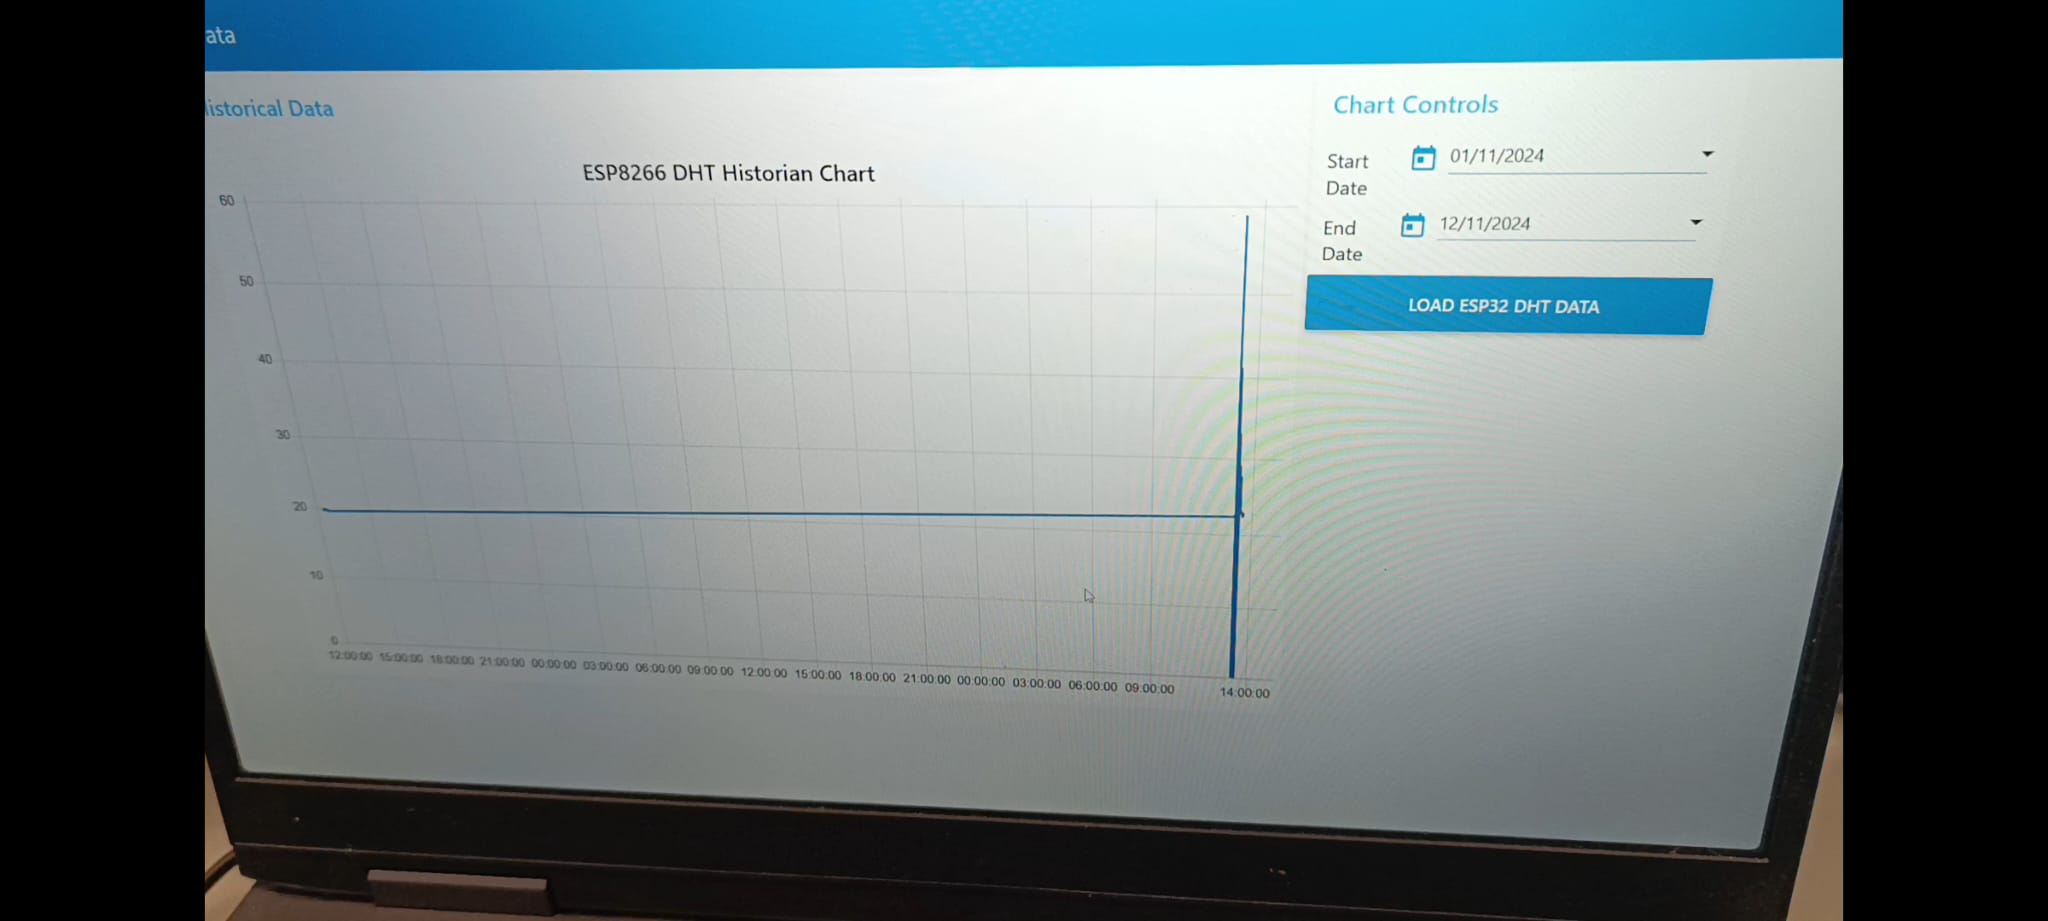 ata
istorical Data
Chart Controls
Start
Date
01/11/2024
End
Date
12/11/2024
LOAD ESP32 DHT DATA
ESP8266 DHT Historian Chart
60
50
40
30
20
10
0
12:00:00 15:00:00 18:00:00 21:00:00 00:00:00 03:00:00 06:00:00 09:00:00 12:00:00 15:00:00 18:00:00 21:00:00 00:00:00 03:00:00 06:00:00 09:00:00 14:00:00